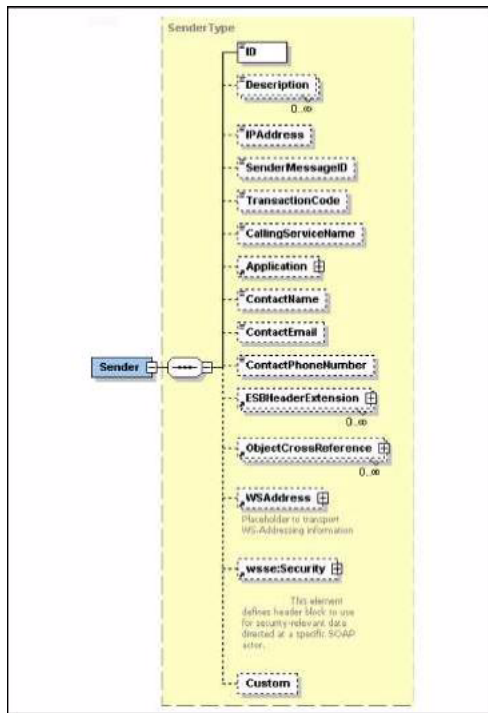 SenderType
ID
Description
0..∞
IPAddress
SenderMessageID
TransactionCode
CallingServiceName
Application
ContactName
ContactEmail
Sender
ContactPhoneNumber
ESBHeaderExtension
0..∞
ObjectCrossReference
0..∞
WSAddress
Placeholder to transport
WS-Addressing information
wsse:Security
This element
defines header block to use
for security-relevant data
directed at a specific SOAP
actor.
Custom